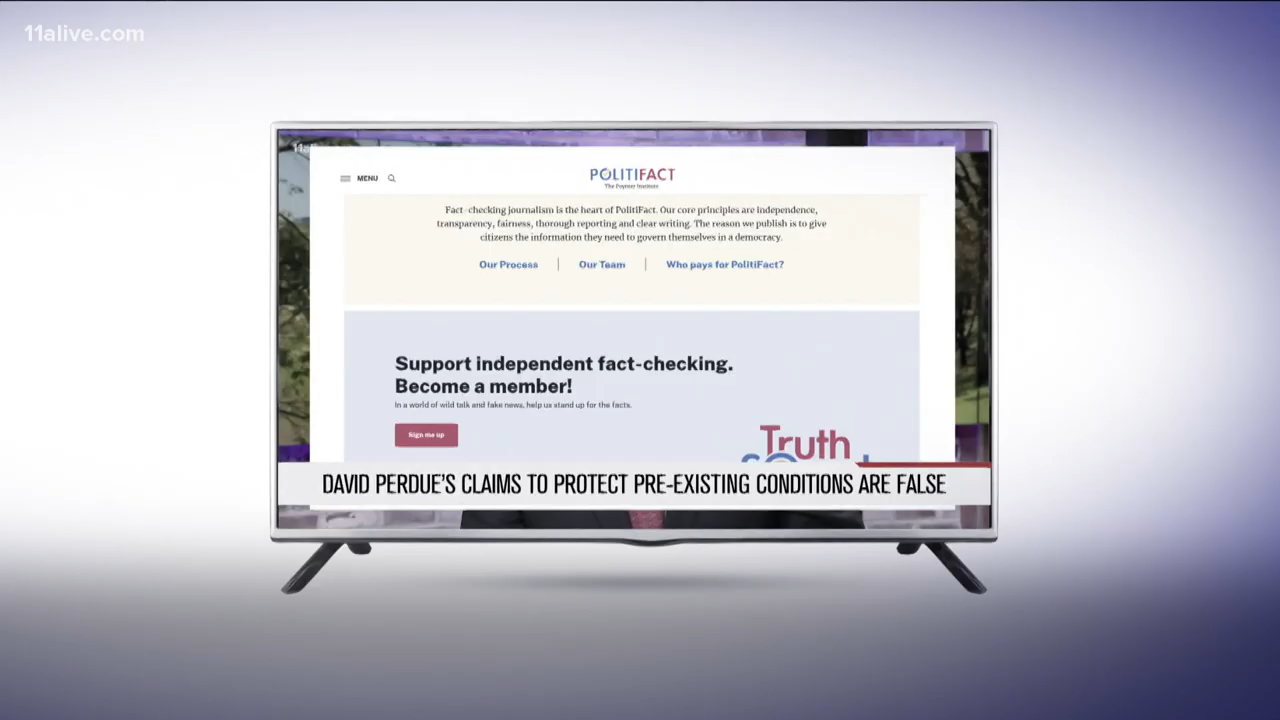 11alive.com
MENU
POLITIFACT
The Poynter Institute
Fact-checking journalism is the heart of PolitiFact. Our core principles are independence,
transparency, fairness, thorough reporting and clear writing. The reason we publish is to give
citizens the information they need to govern themselves in a democracy.
Our Process | Our Team | Who pays for PolitiFact?
Support independent fact-checking.
Become a member!
In a world of wild talk and fake news, help us stand up for the facts.
Sign me up
Truth
DAVID PERDUE'S CLAIMS TO PROTECT PRE-EXISTING CONDITIONS ARE FALSE